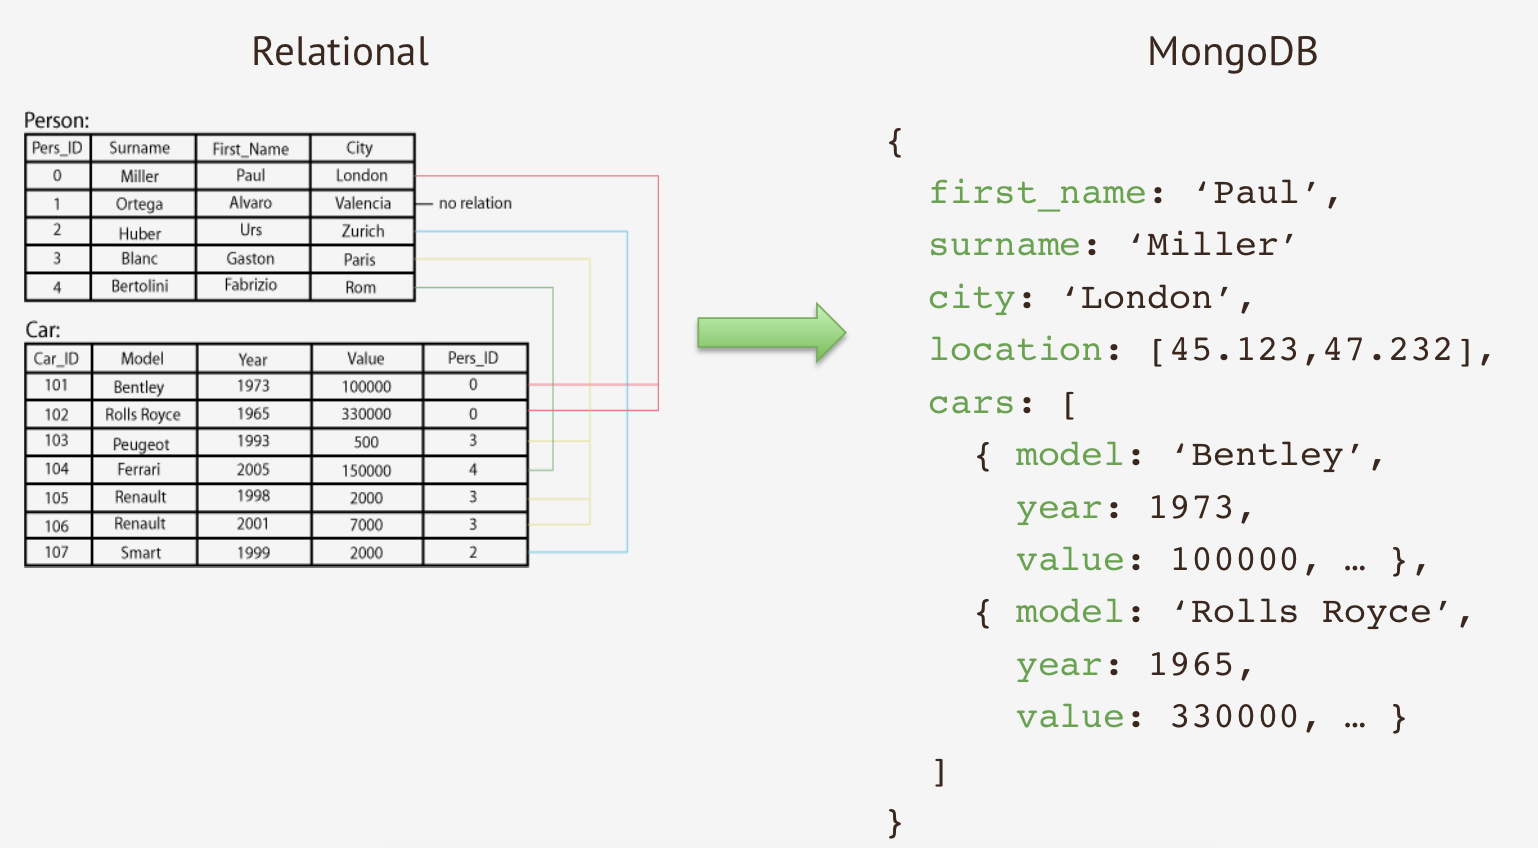 Relational
MongoDB
Person:
Pers_ID Surname First_Name City
0 Miller Paul London
1 Ortega Alvaro Valencia no relation
2 Huber Urs Zurich
3 Blanc Gaston Paris
4 Bertolini Fabrizio Rom
Car:
Car_ID Model Year Value Pers_ID
101 Bentley 1973 100000 0
102 Rolls Royce 1965 330000 0
103 Peugeot 1993 500 3
104 Ferrari 2005 150000 4
105 Renault 1998 2000 3
106 Renault 2001 7000 3
107 Smart 1999 2000 2
{
first_name: ‘Paul’,
surname: ‘Miller’
city: ‘London’,
location: [45.123,47.232],
cars: [
{ model: ‘Bentley’,
year: 1973,
value: 100000, … },
{ model: ‘Rolls Royce’,
year: 1965,
value: 330000, … }
]
}